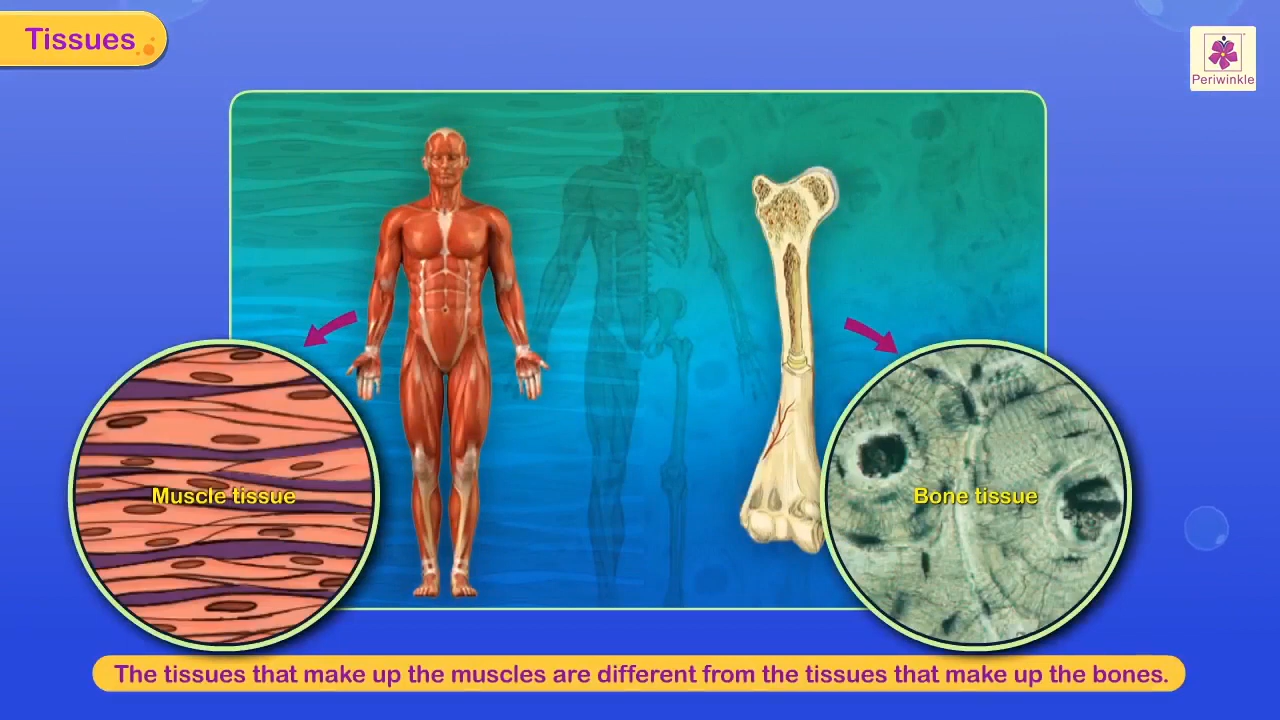 Tissues
Periwinkle
Muscle tissue
Bone tissue
The tissues that make up the muscles are different from the tissues that make up the bones.